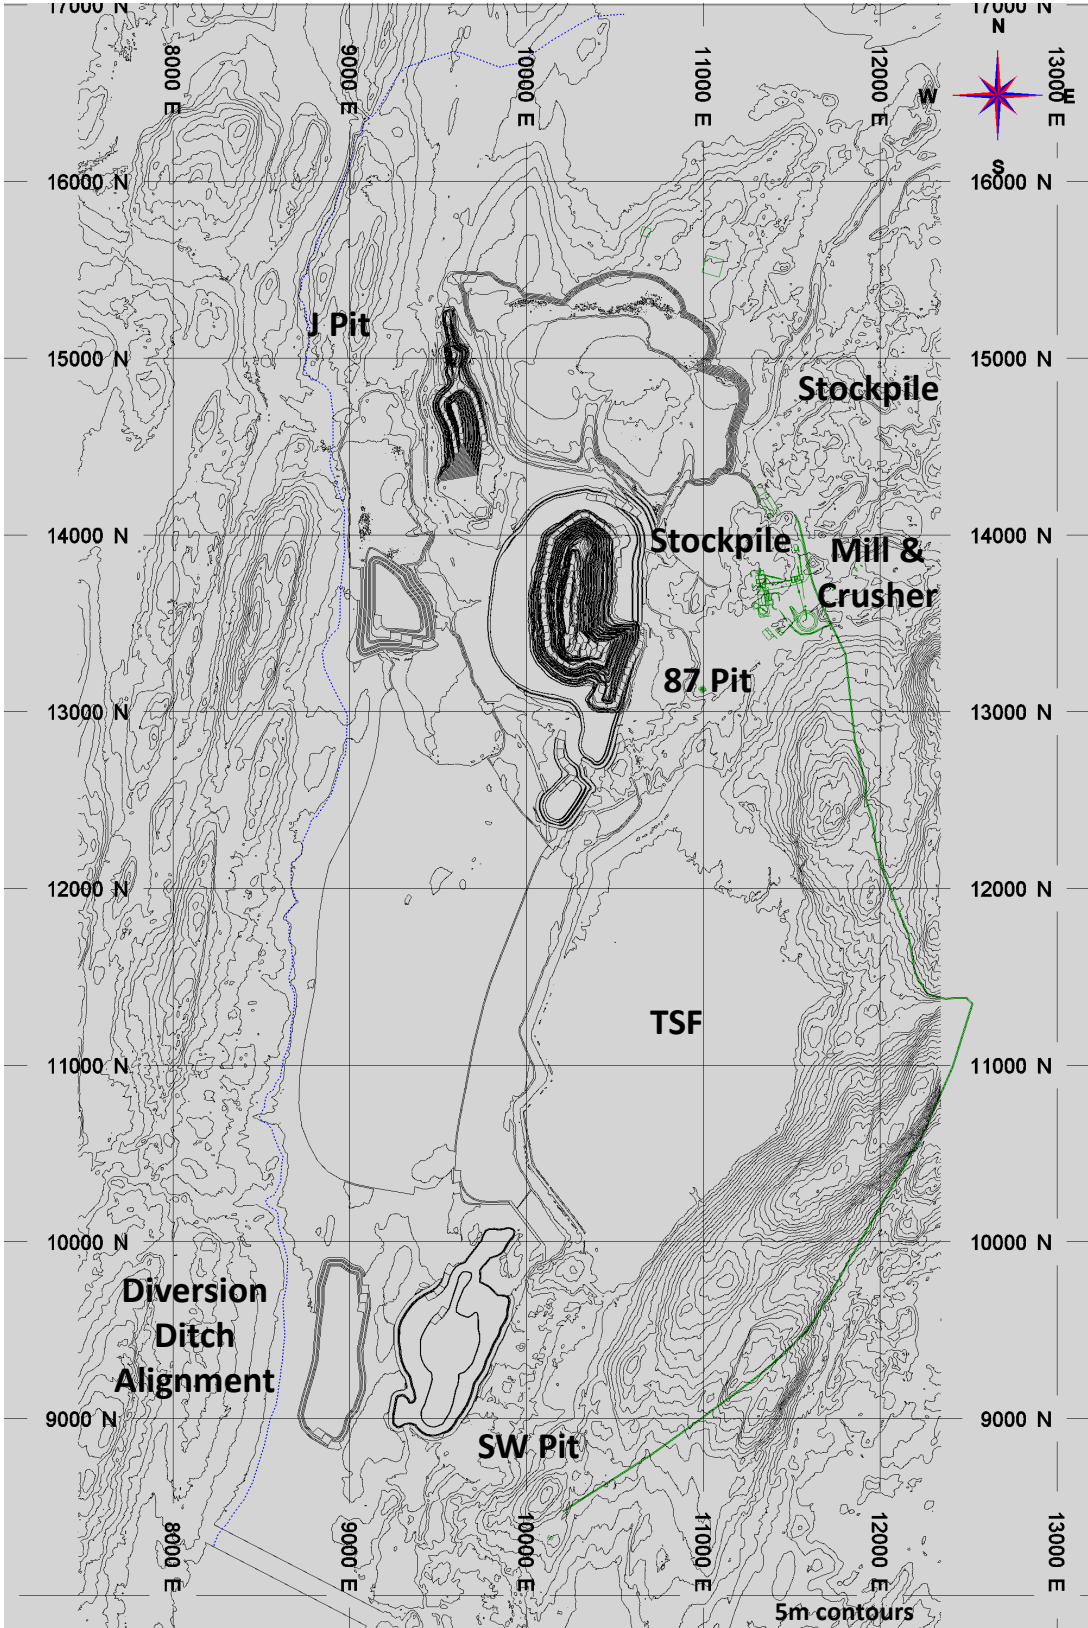 17000 N
17000 N
N
8000 E
9000 E
10000 E
11000 E
12000 E
13000 E
W
E
S
16000 N
16000 N
J Pit
15000 N
15000 N
Stockpile
14000 N
14000 N
Stockpile
Mill &
Crusher
87 Pit
13000 N
13000 N
12000 N
12000 N
TSF
11000 N
11000 N
10000 N
10000 N
Diversion
Ditch
Alignment
9000 N
9000 N
SW Pit
8000 E
9000 E
10000 E
11000 E
12000 E
13000 E
5m contours